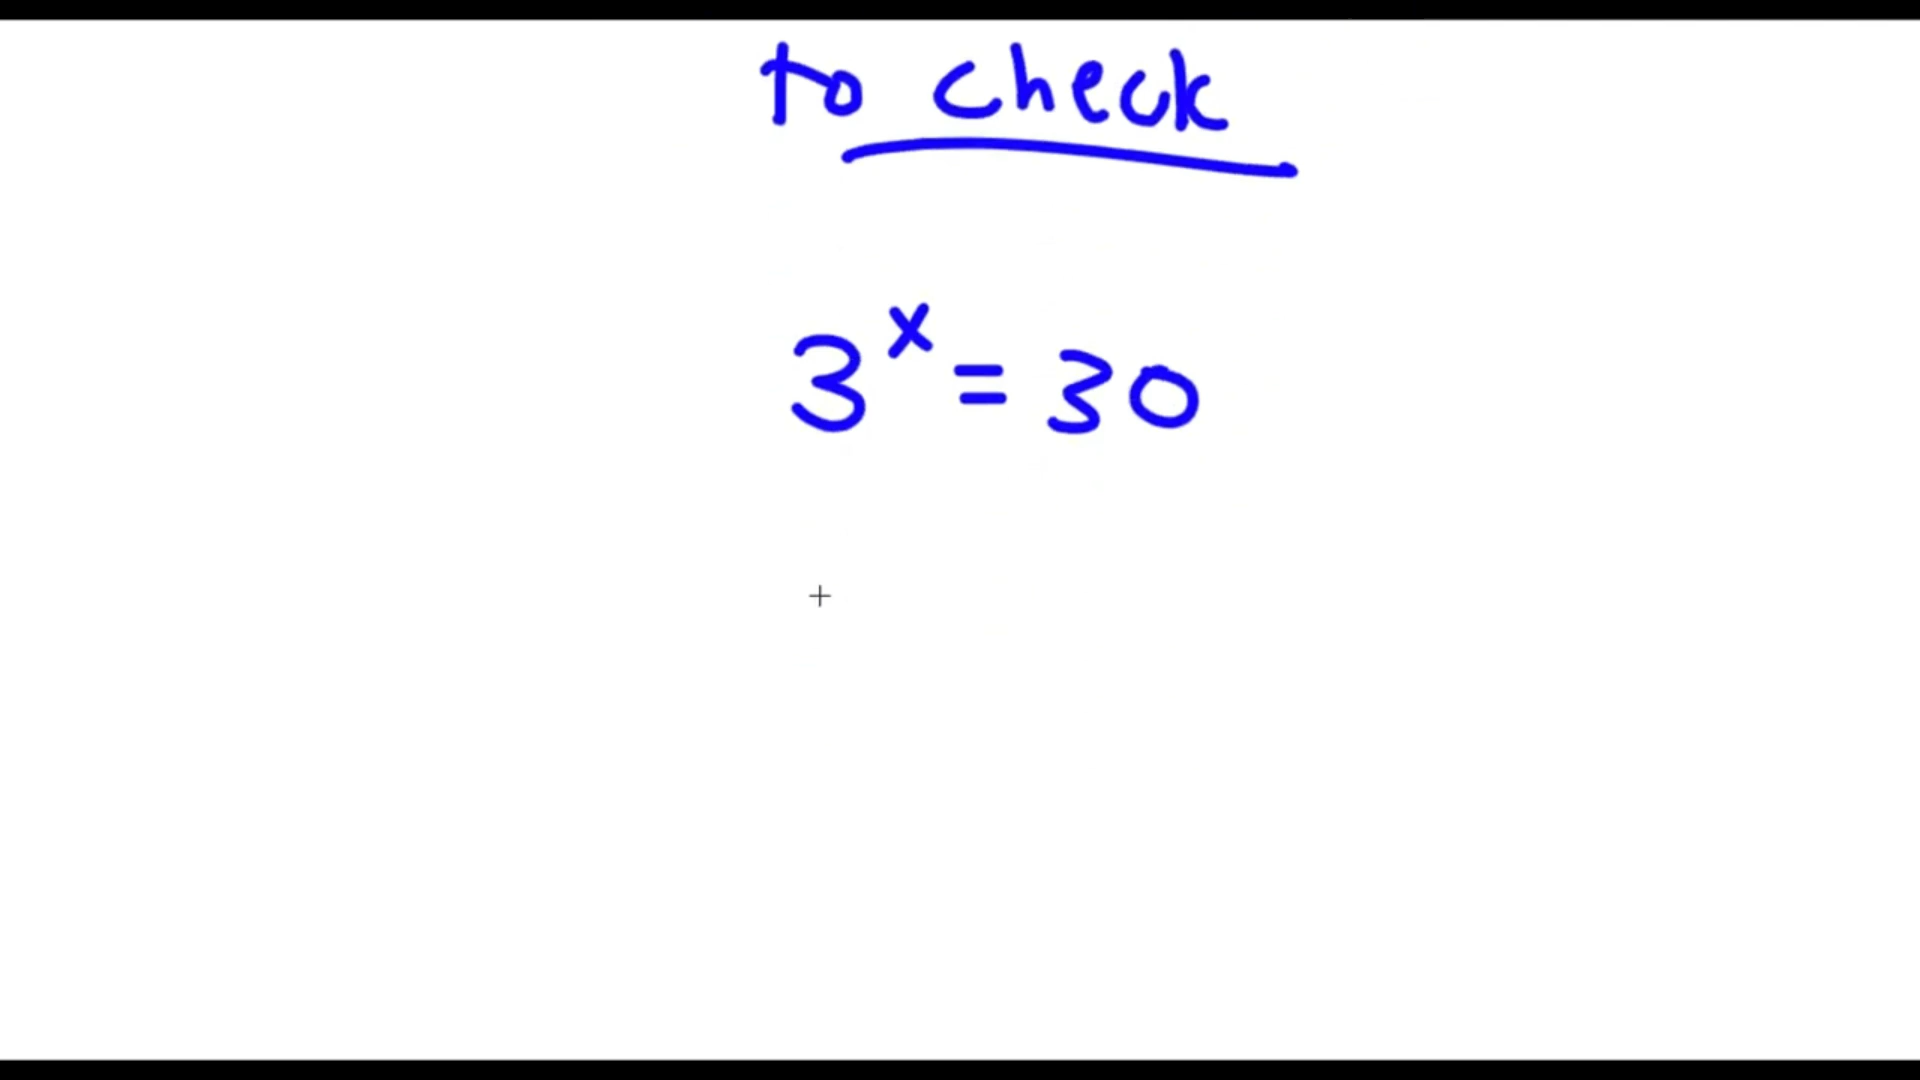 to check
3^x = 30